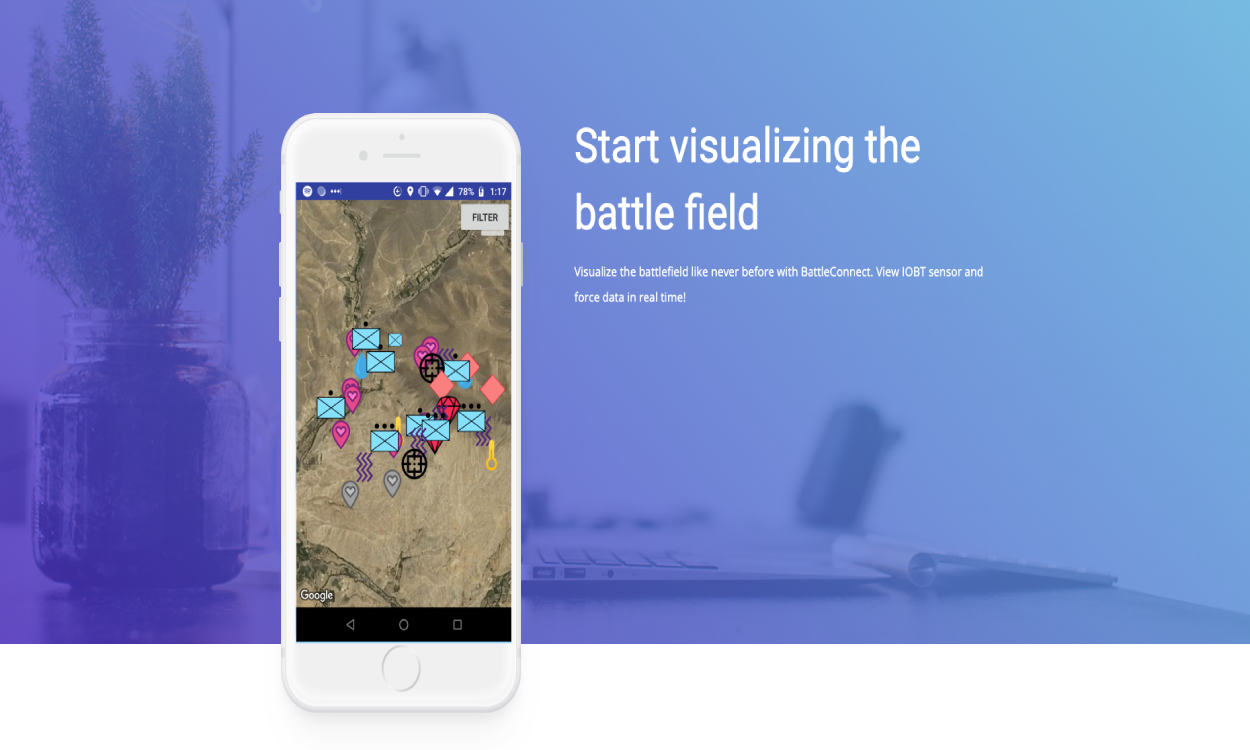 Start visualizing the
battle field
Visualize the battlefield like never before with BattleConnect. View IOBT sensor and
force data in real time!
78% 1:17
FILTER
Google